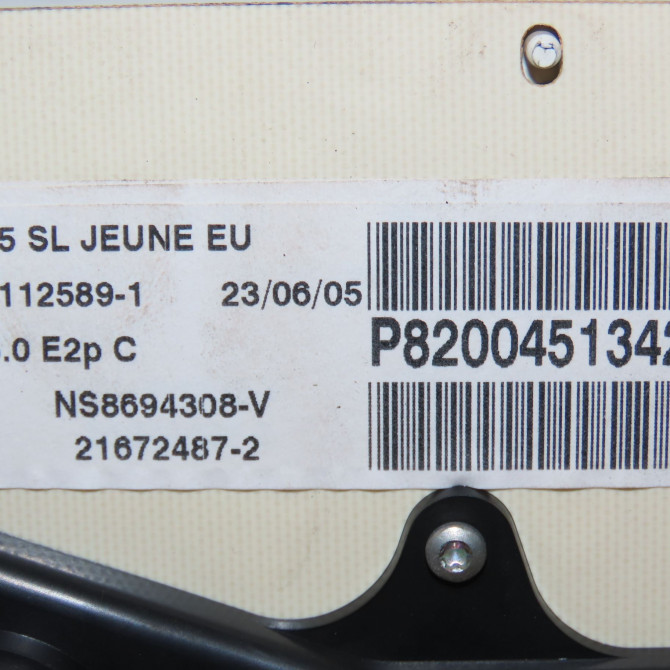 5 SL JEUNE EU
112589-1 23/06/05
.0 E2p C
P820045134
NS8694308-V
21672487-2